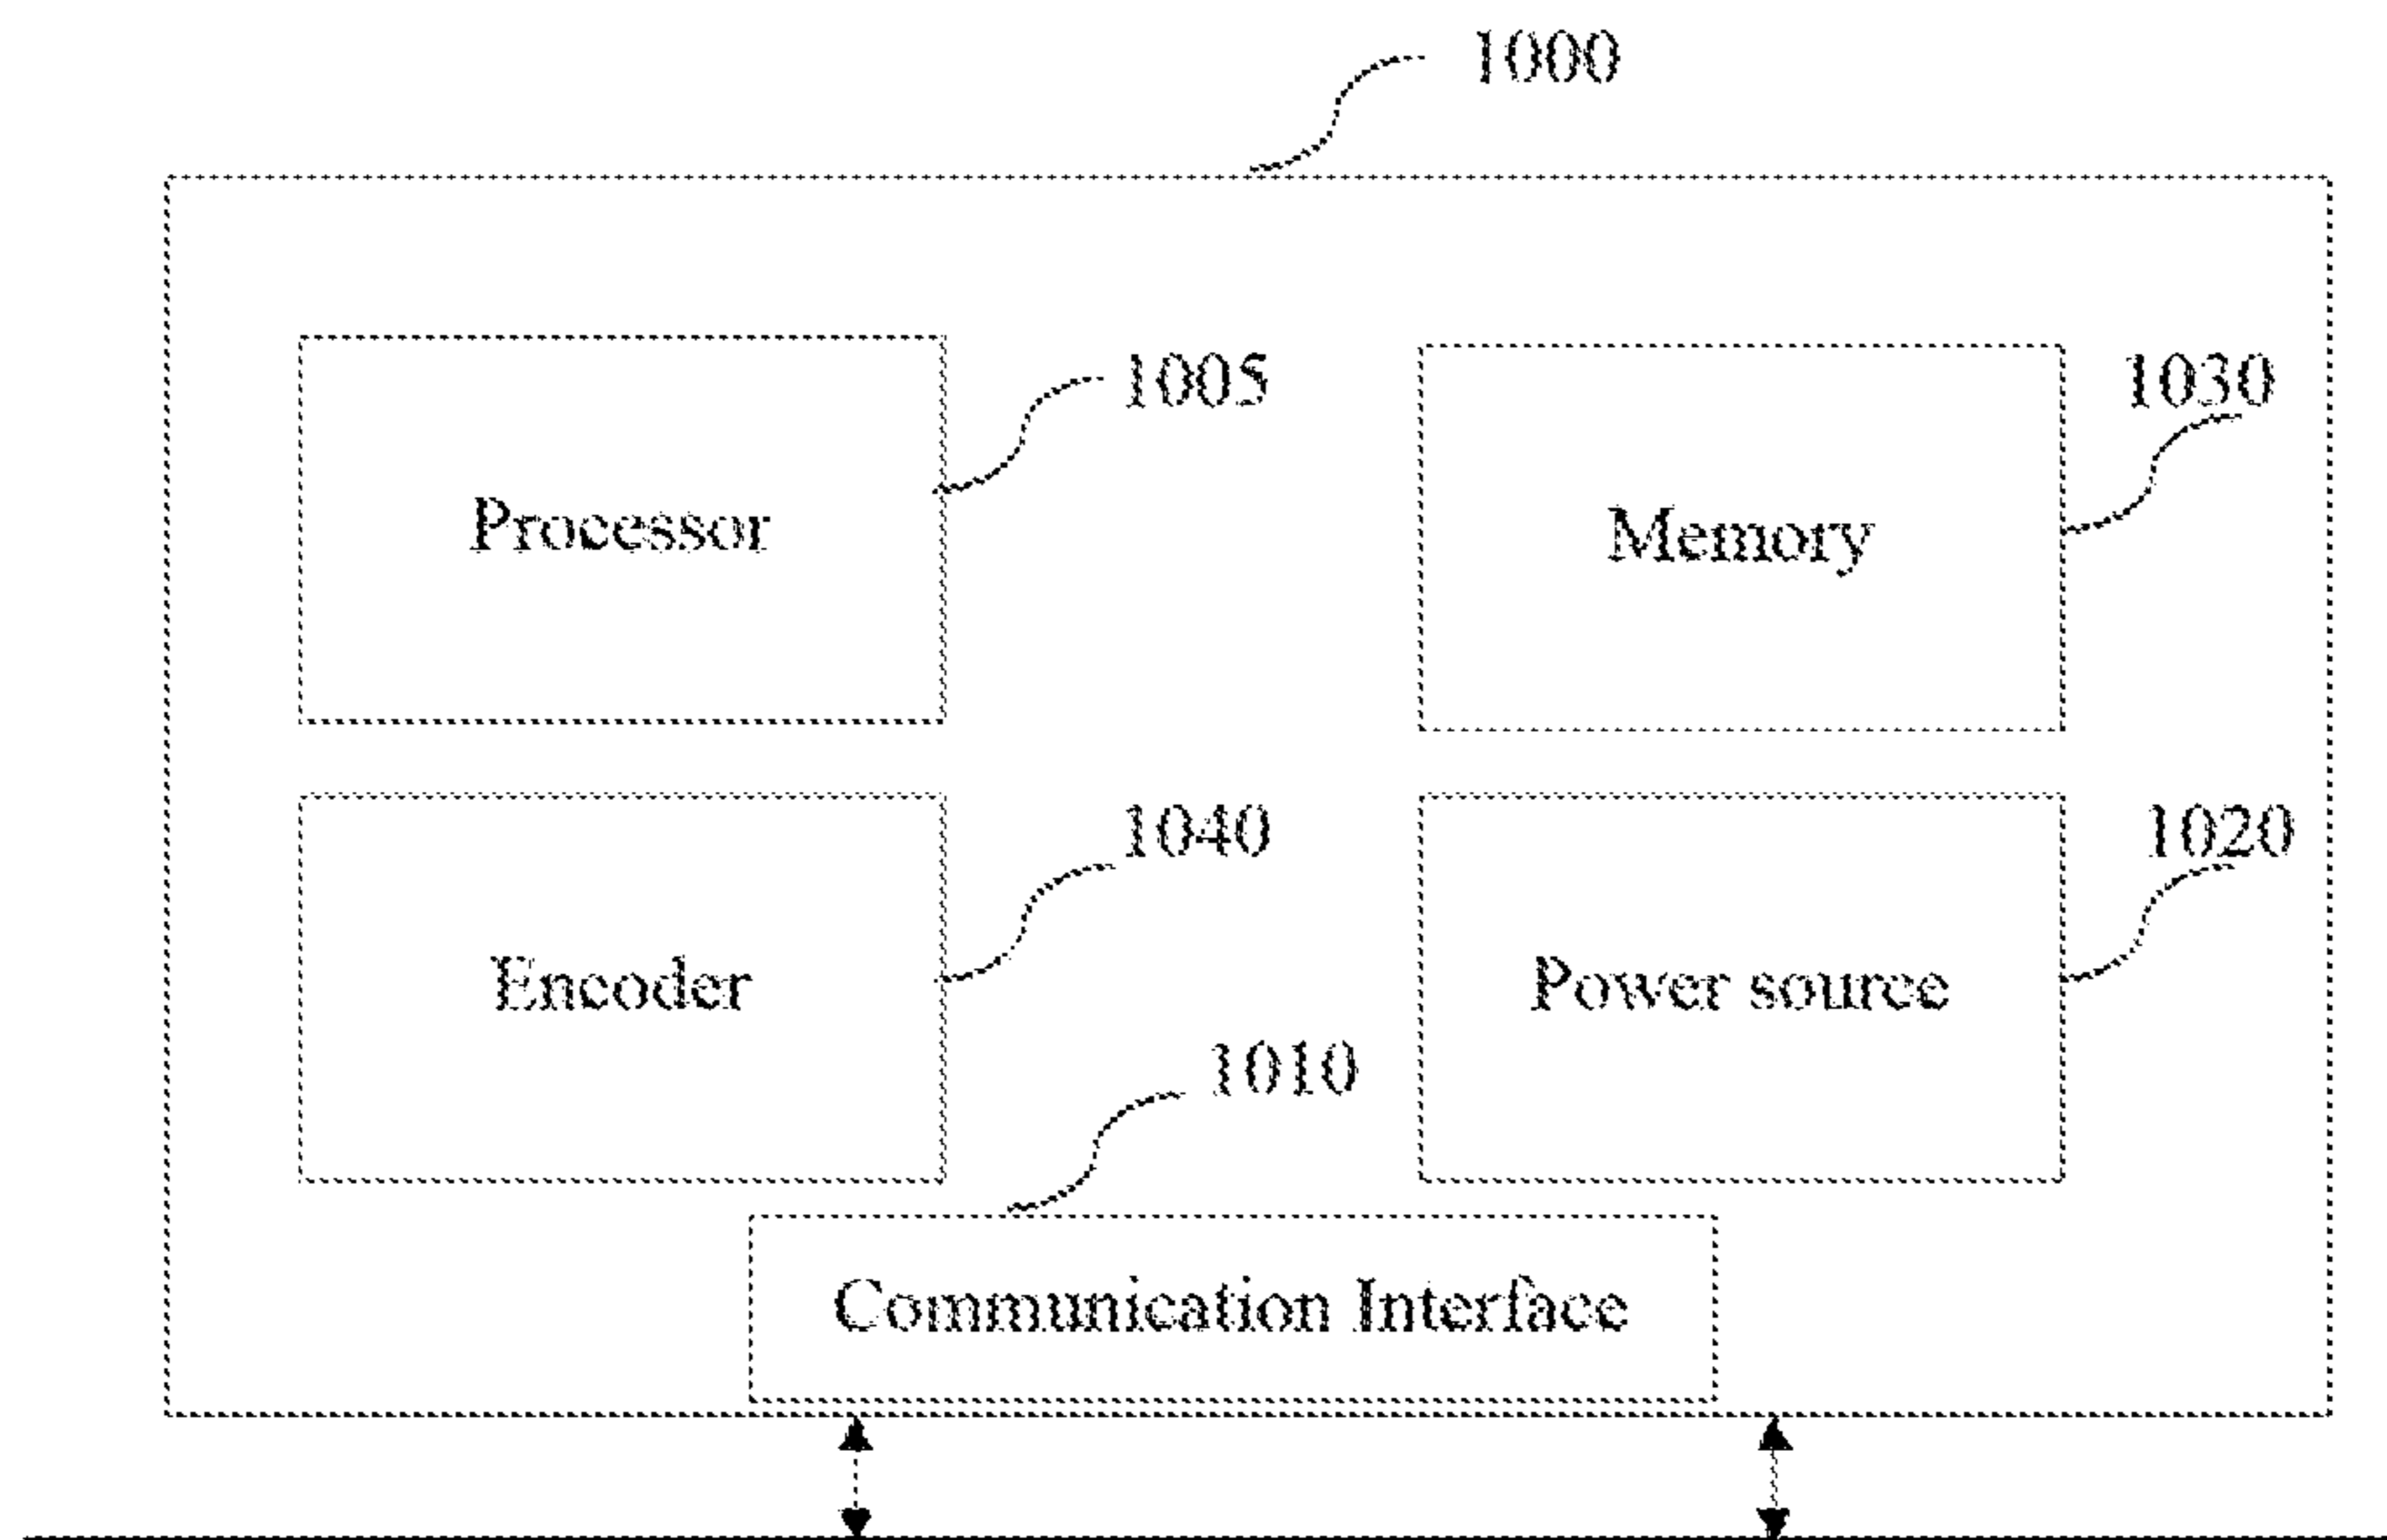 1000
1005
1030
Processor
Memory
1040
1020
Encoder
Power source
1010
Communication Interface